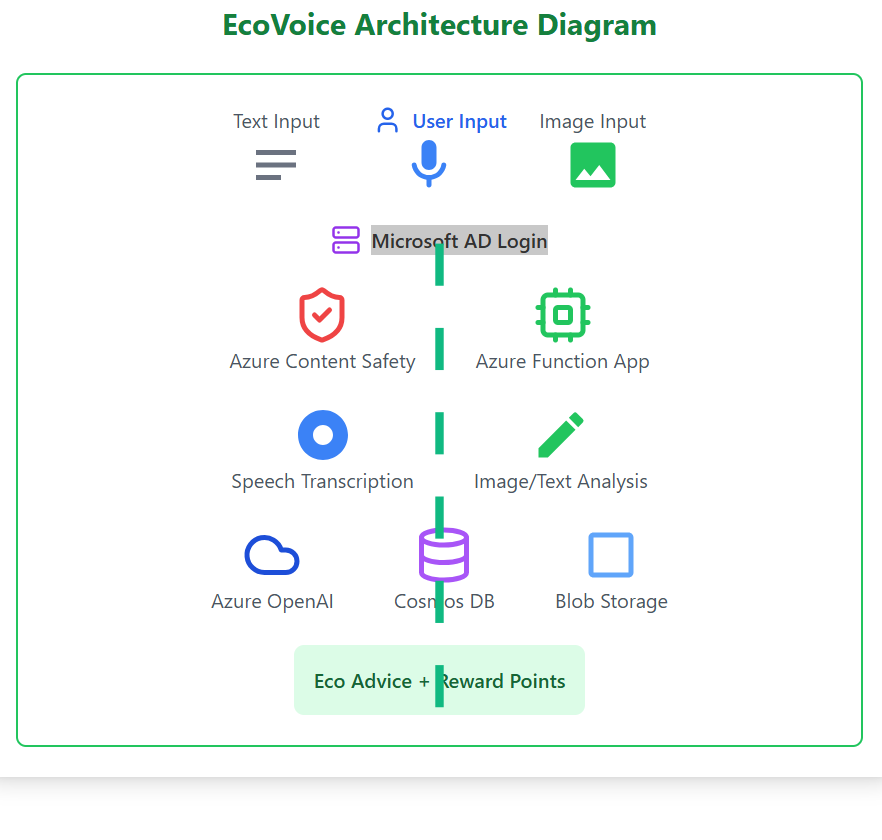 EcoVoice Architecture Diagram
Text Input
User Input
Image Input
Microsoft AD Login
Azure Content Safety
Azure Function App
Speech Transcription
Image/Text Analysis
Azure OpenAI
Cosmos DB
Blob Storage
Eco Advice + Reward Points